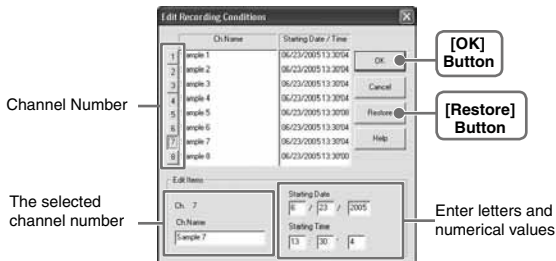 Edit Recording Conditions
Ch.Name Starting Date / Time
1 ample 1 06/23/2005 13:30'04
2 ample 2 06/23/2005 13:30'04
3 ample 3 06/23/2005 13:30'04
4 ample 4 06/23/2005 13:30'04
5 ample 5 06/23/2005 13:30'00
6 ample 6 06/23/2005 13:30'04
7 ample 7 06/23/2005 13:30'04
8 ample 8 06/23/2005 13:30'00
OK
Cancel
Restore
Help
[OK]
Button
[Restore]
Button
Channel Number
Edit Items
Ch. 7
Ch.Name
Sample 7
Starting Date
6 / 23 / 2005
Starting Time
13 : 30 ' 4
The selected
channel number
Enter letters and
numerical values